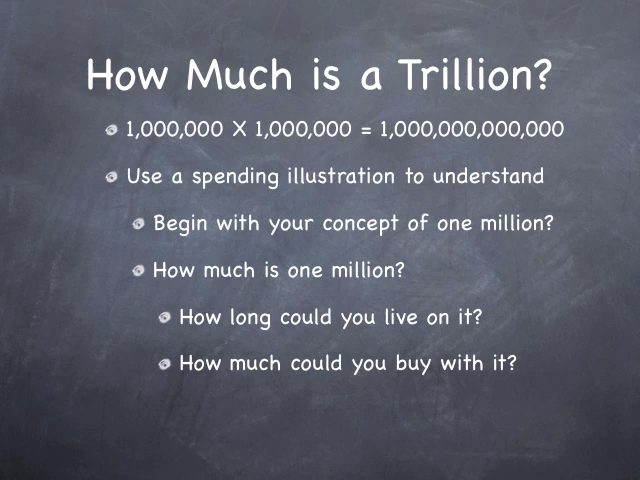 How Much is a Trillion?
1,000,000 X 1,000,000 = 1,000,000,000,000
Use a spending illustration to understand
Begin with your concept of one million?
How much is one million?
How long could you live on it?
How much could you buy with it?